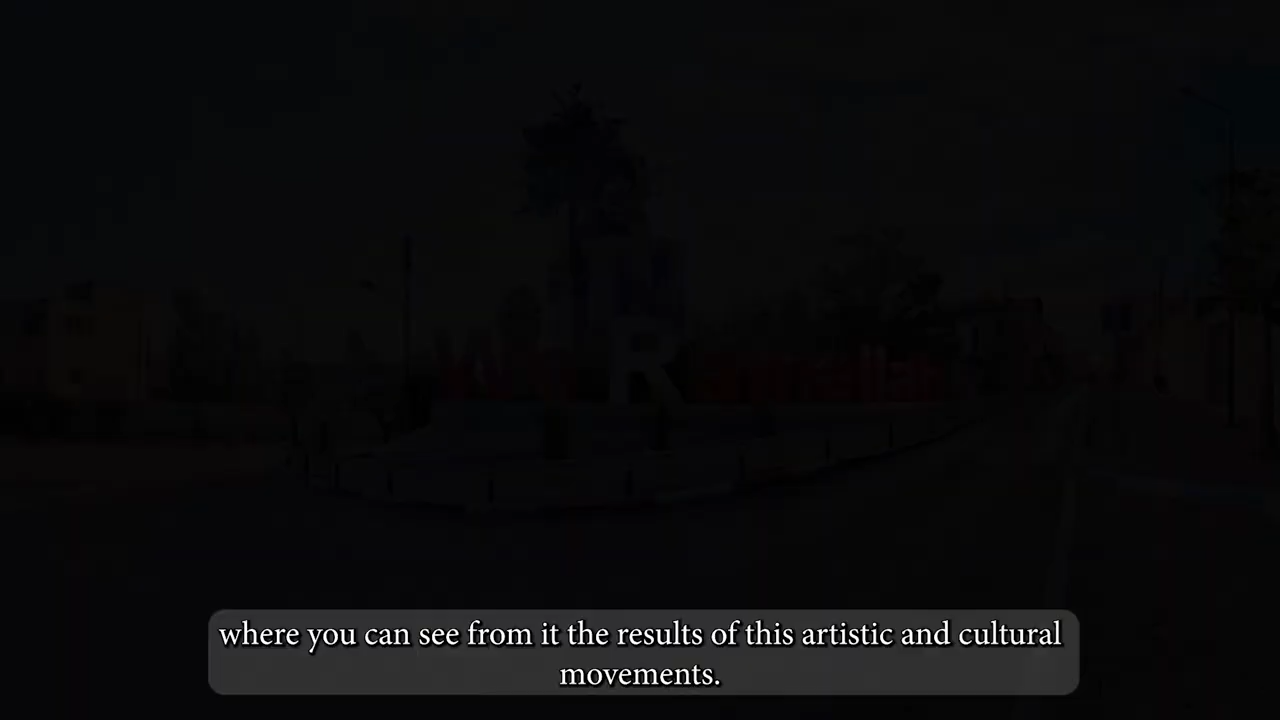 R
where you can see from it the results of this artistic and cultural
movements.